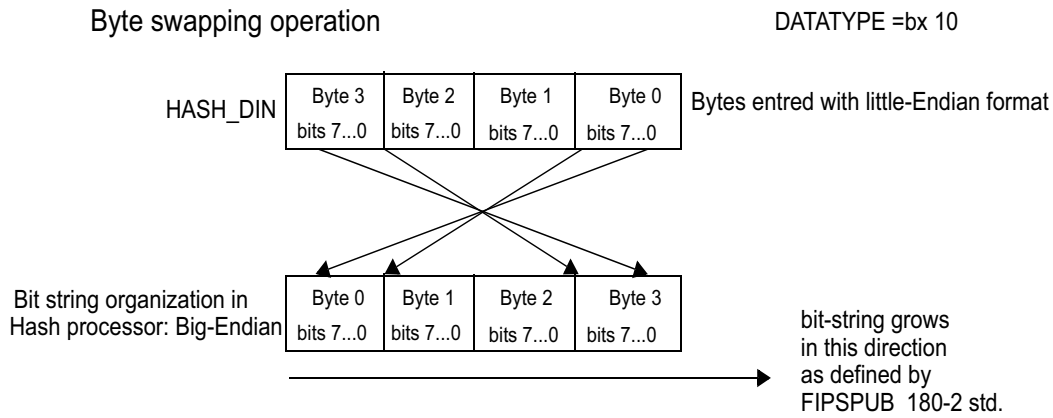 Byte swapping operation
DATATYPE =bx 10
HASH_DIN
Byte 3 Byte 2 Byte 1 Byte 0
bits 7...0 bits 7...0 bits 7...0 bits 7...0
Bytes entred with little-Endian format
Bit string organization in
Hash processor: Big-Endian
Byte 0 Byte 1 Byte 2 Byte 3
bits 7...0 bits 7...0 bits 7...0 bits 7...0
bit-string grows
in this direction
as defined by
FIPSPUB 180-2 std.